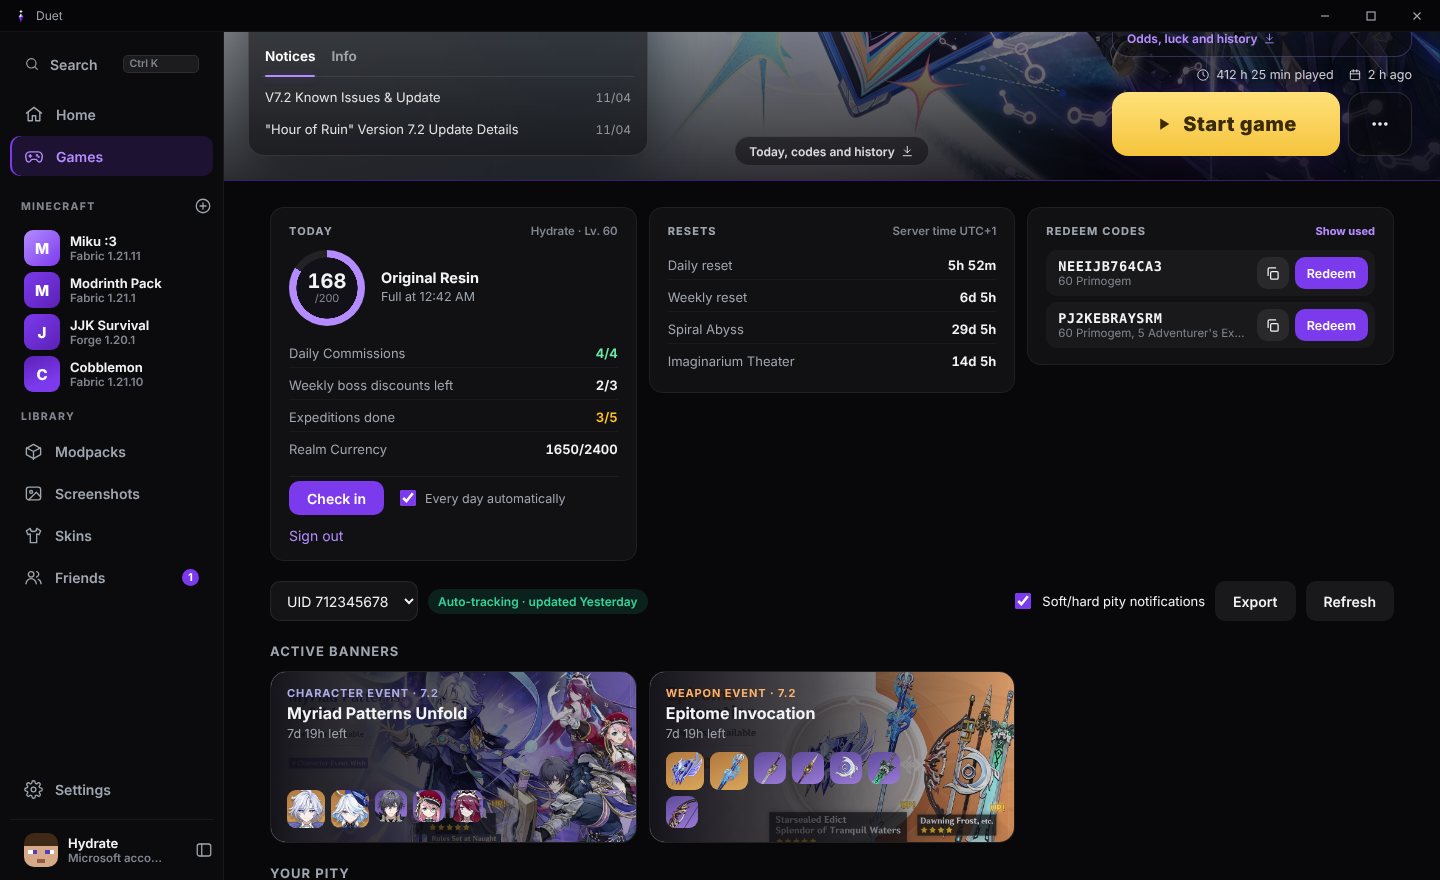 Duet
Search
Ctrl K
Home
Games
MINECRAFT
M
Miku :3
Fabric 1.21.11
M
Modrinth Pack
Fabric 1.21.1
J
JJK Survival
Forge 1.20.1
C
Cobblemon
Fabric 1.21.10
LIBRARY
Modpacks
Screenshots
Skins
Friends
1
Settings
Hydrate
Microsoft acco...
Notices Info
V7.2 Known Issues & Update 11/04
"Hour of Ruin" Version 7.2 Update Details 11/04
Today, codes and history
Odds, luck and history
412 h 25 min played 2 h ago
Start game
TODAY Hydrate · Lv. 60
168
/200
Original Resin
Full at 12:42 AM
Daily Commissions 4/4
Weekly boss discounts left 2/3
Expeditions done 3/5
Realm Currency 1650/2400
Check in Every day automatically
Sign out
RESETS Server time UTC+1
Daily reset 5h 52m
Weekly reset 6d 5h
Spiral Abyss 29d 5h
Imaginarium Theater 14d 5h
REDEEM CODES Show used
NEEIJB764CA3
60 Primogem
Redeem
PJ2KEBRAYSRM
60 Primogem, 5 Adventurer's Ex...
Redeem
UID 712345678 Auto-tracking · updated Yesterday
Soft/hard pity notifications Export Refresh
ACTIVE BANNERS
CHARACTER EVENT · 7.2
Myriad Patterns Unfold
7d 19h left
Rules Set at Naught
WEAPON EVENT · 7.2
Epitome Invocation
7d 19h left
Starsealed Edict
Splendor of Tranquil Waters
Dawning Frost, etc.
YOUR PITY